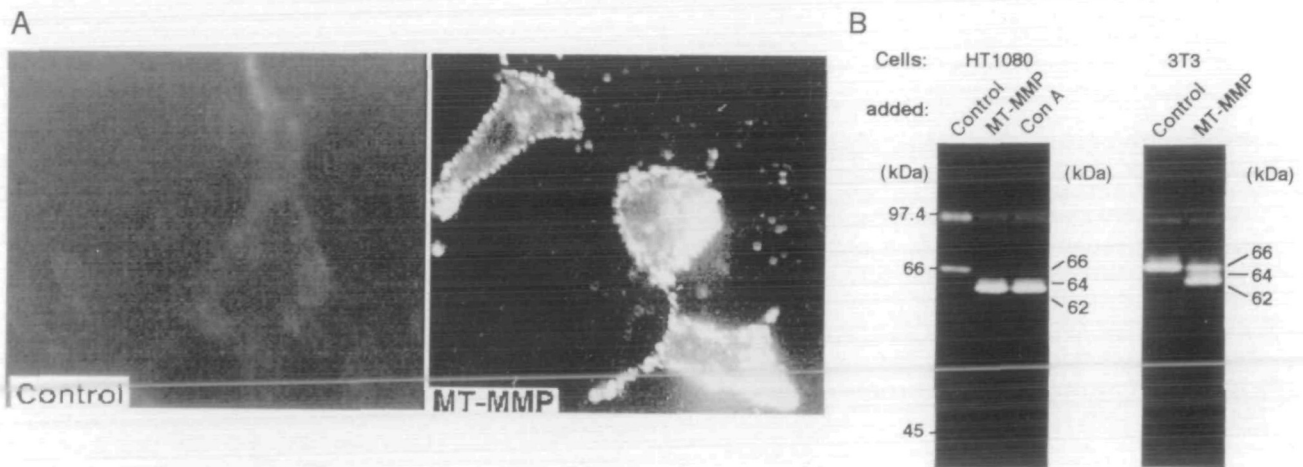 A
Control
MT-MMP
B
Cells: HT1080 3T3
added: Control MT-MMP Con A Control MT-MMP
(kDa) (kDa) (kDa)
97.4
66
45
66
64
62
66
64
62